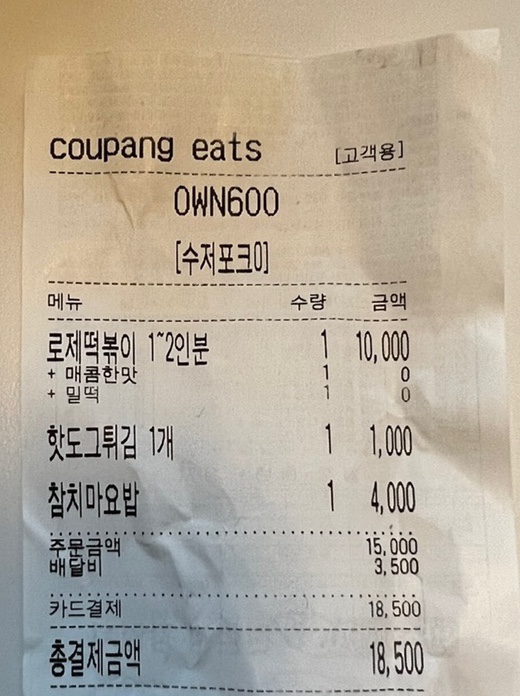 coupang eats [고객용]
OWN600
[수저포크O]
메뉴 수량 금액
로제떡볶이 1~2인분 1 10,000
+ 매콤한맛 1 0
+ 밀떡 1 0
핫도그튀김 1개 1 1,000
참치마요밥 1 4,000
주문금액 15,000
배달비 3,500
카드결제 18,500
총결제금액 18,500